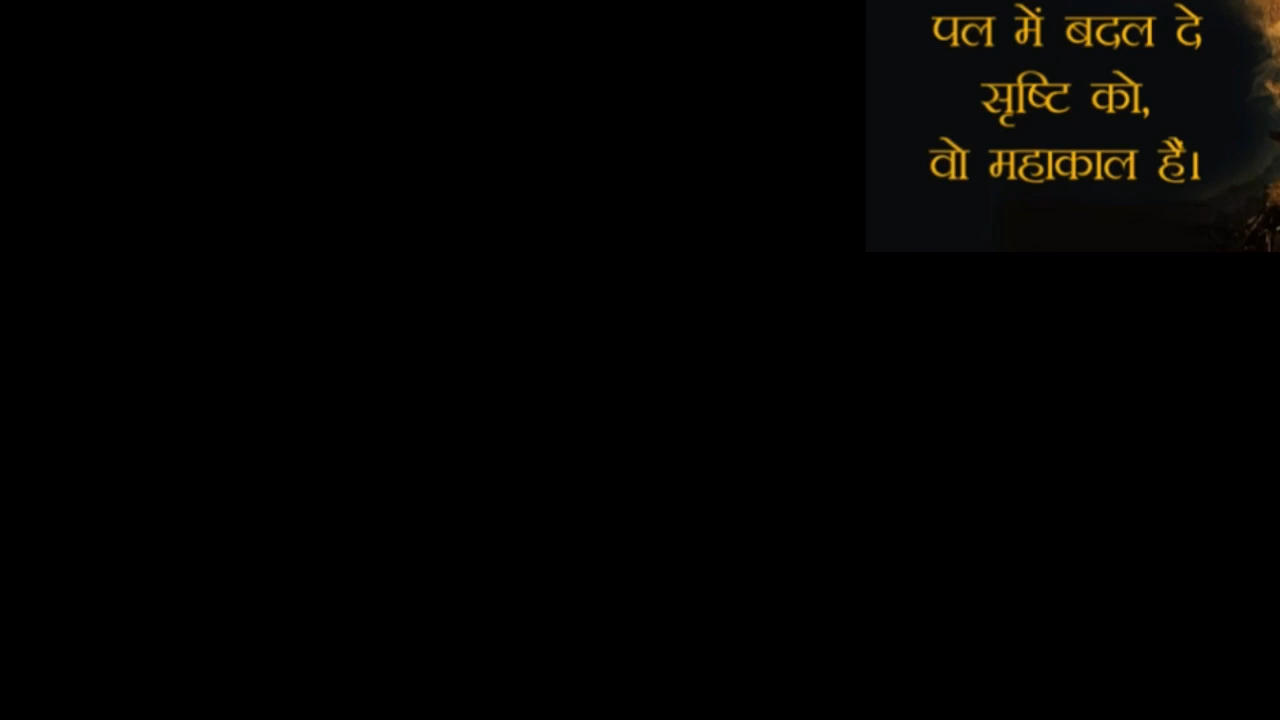 पल में बदल दे
सृष्टि को,
वो महाकाल है।